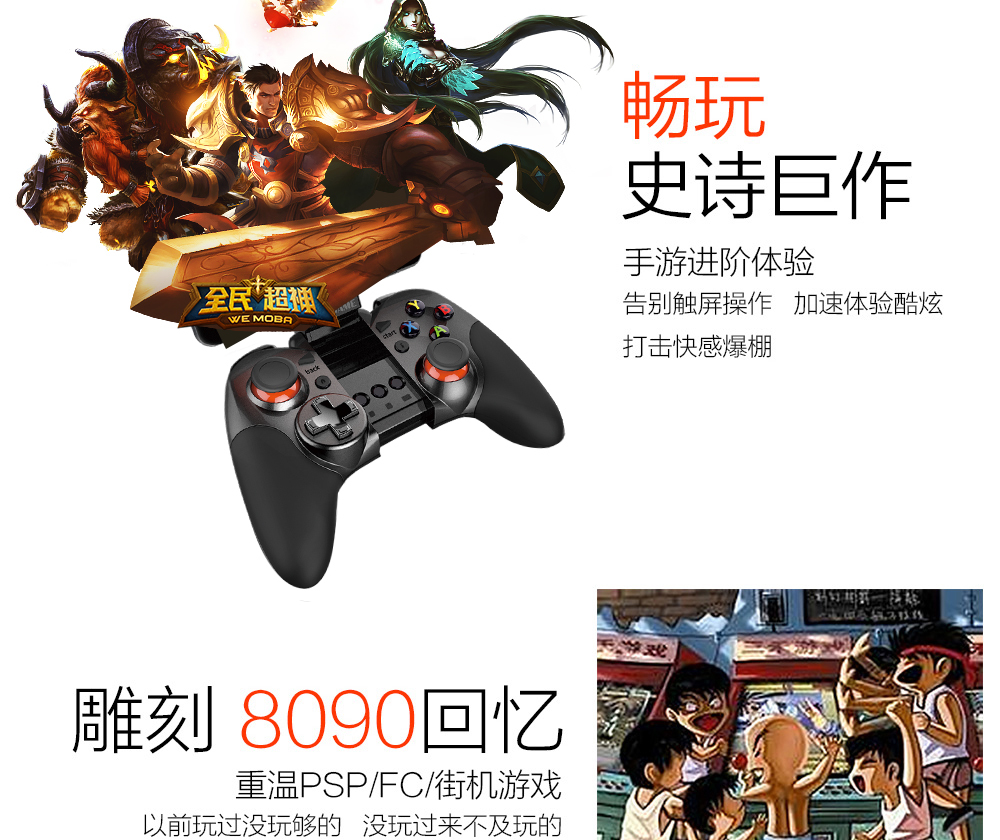 畅玩
史诗巨作
手游进阶体验
告别触屏操作 加速体验酷炫
打击快感爆棚
全民超神
WE MOBA
Y
B
X
A
start
back
雕刻 8090回忆
重温PSP/FC/街机游戏
以前玩过没玩够的 没玩过来不及玩的